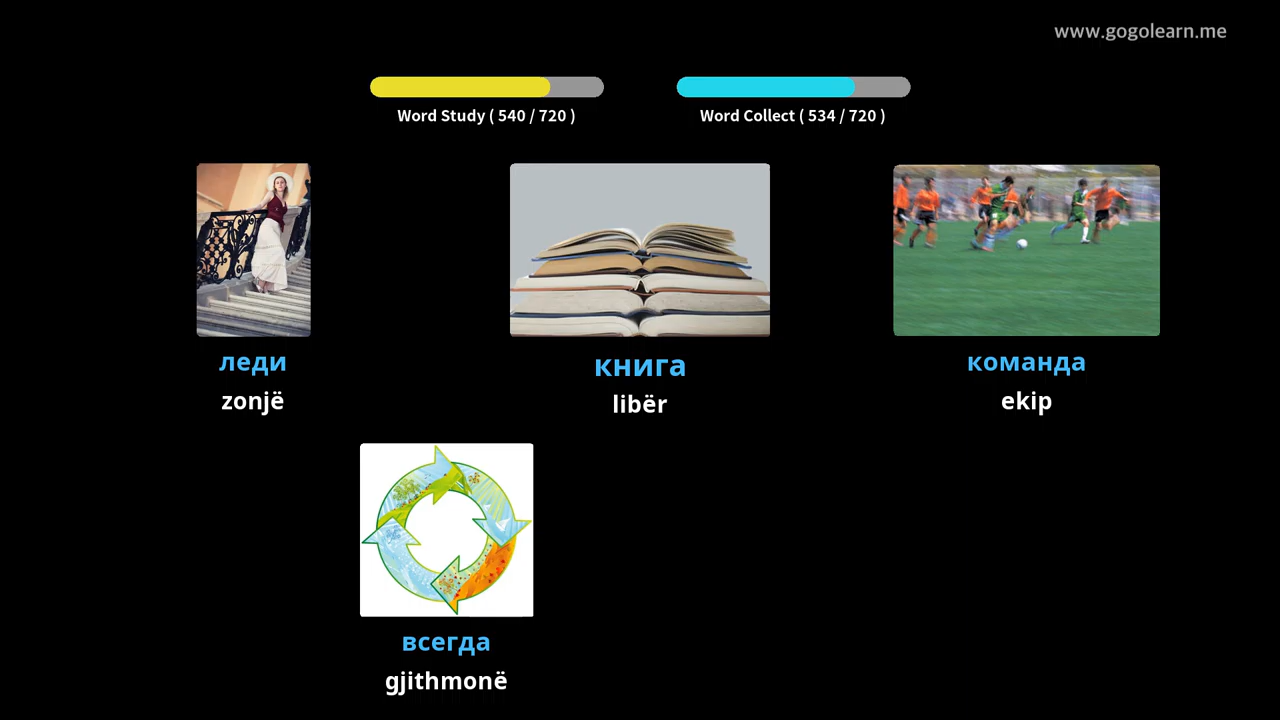 www.gogolearn.me
Word Study ( 540 / 720 )
Word Collect ( 534 / 720 )
леди
zonjë
книга
libër
команда
ekip
всегда
gjithmonë